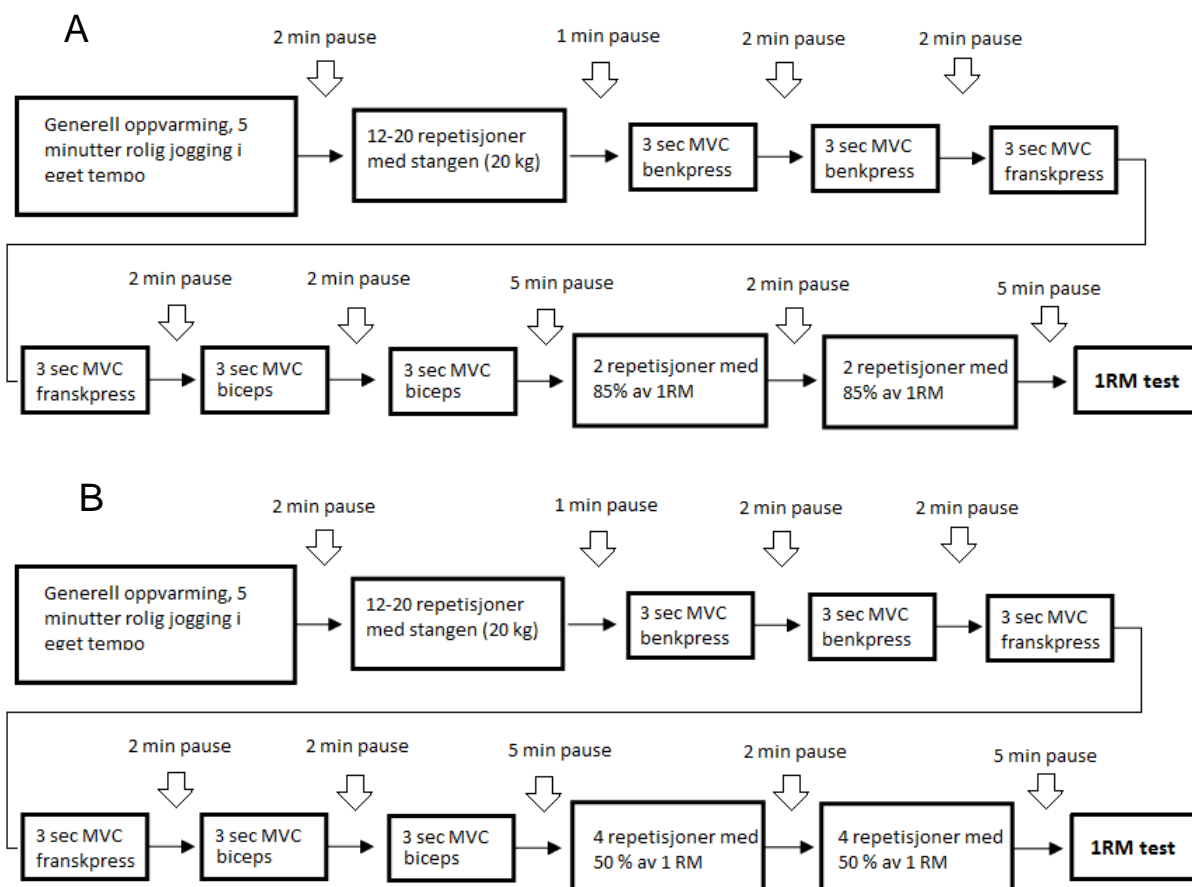 A
2 min pause
1 min pause
2 min pause
2 min pause
Generell oppvarming, 5
minutter rolig jogging i
eget tempo
12-20 repetisjoner
med stangen (20 kg)
3 sec MVC
benkpress
3 sec MVC
benkpress
3 sec MVC
franskpress
2 min pause
2 min pause
5 min pause
2 min pause
5 min pause
3 sec MVC
franskpress
3 sec MVC
biceps
3 sec MVC
biceps
2 repetisjoner med
85% av 1RM
2 repetisjoner med
85% av 1RM
1RM test
B
2 min pause
1 min pause
2 min pause
2 min pause
Generell oppvarming, 5
minutter rolig jogging i
eget tempo
12-20 repetisjoner
med stangen (20 kg)
3 sec MVC
benkpress
3 sec MVC
benkpress
3 sec MVC
franskpress
2 min pause
2 min pause
5 min pause
2 min pause
5 min pause
3 sec MVC
franskpress
3 sec MVC
biceps
3 sec MVC
biceps
4 repetisjoner med
50 % av 1 RM
4 repetisjoner med
50 % av 1 RM
1RM test